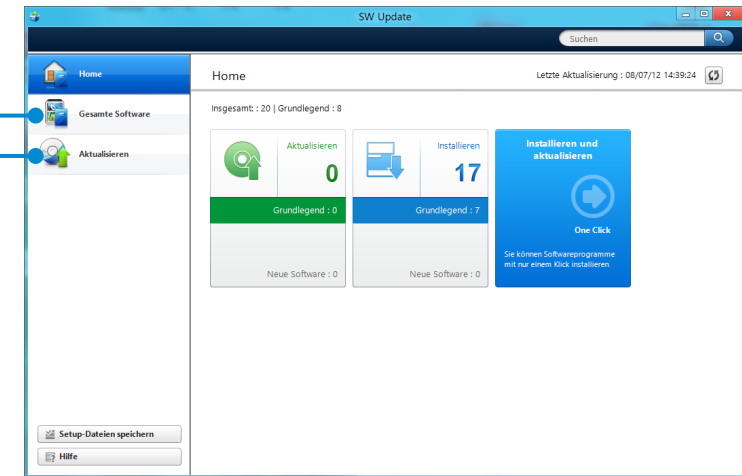 SW Update
Suchen
Home
Gesamte Software
Aktualisieren
Setup-Dateien speichern
Hilfe
Home
Letzte Aktualisierung : 08/07/12 14:39:24
Insgesamt: : 20 | Grundlegend : 8
Aktualisieren
0
Grundlegend : 0
Neue Software : 0
Installieren
17
Grundlegend : 7
Neue Software : 0
Installieren und
aktualisieren
One Click
Sie können Softwareprogramme
mit nur einem Klick installieren